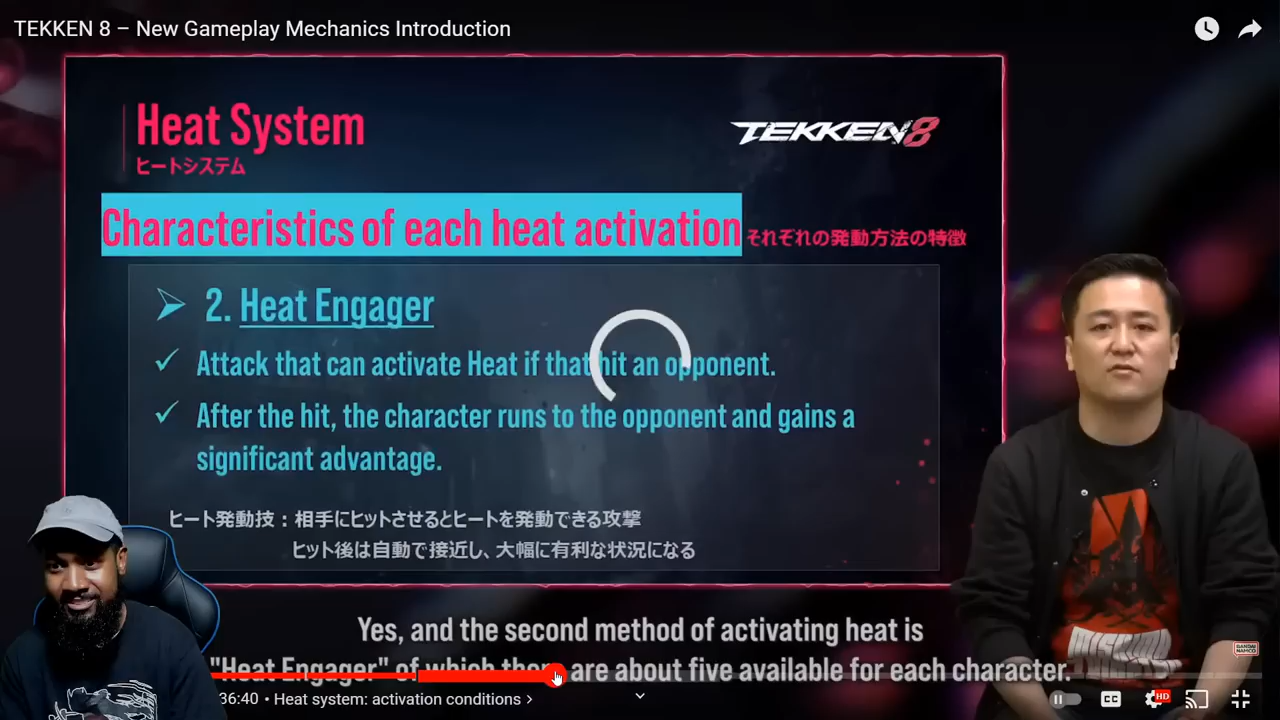 TEKKEN 8 – New Gameplay Mechanics Introduction
Heat System
ヒートシステム
TEKKEN 8
Characteristics of each heat activation それぞれの発動方法の特徴
2. Heat Engager
Attack that can activate Heat if that hit an opponent.
After the hit, the character runs to the opponent and gains a
significant advantage.
ヒート発動技：相手にヒットさせるとヒートを発動できる攻撃
ヒット後は自動で接近し、大幅に有利な状況になる
Yes, and the second method of activating heat is
"Heat Engager" of which there are about five available for each character.
BANDAI NAMCO
36:40 • Heat system: activation conditions
CC
HD